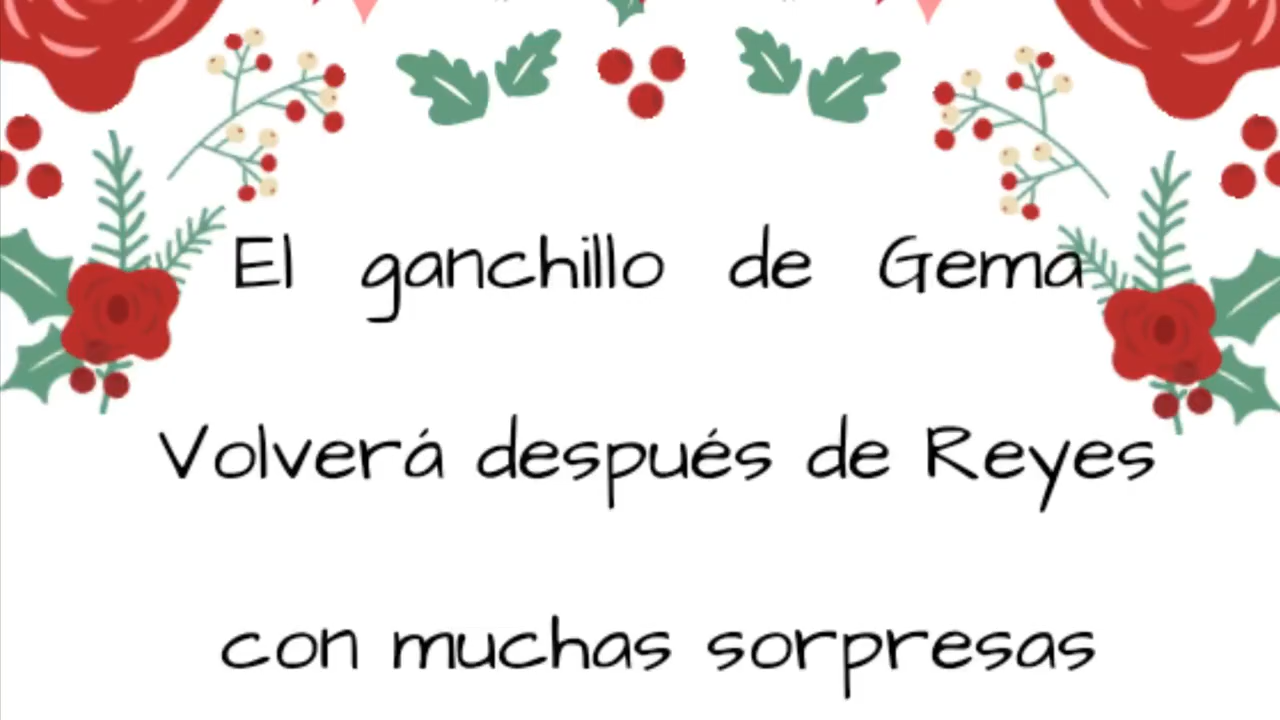 El ganchillo de Gema
Volverá después de Reyes
con muchas sorpresas